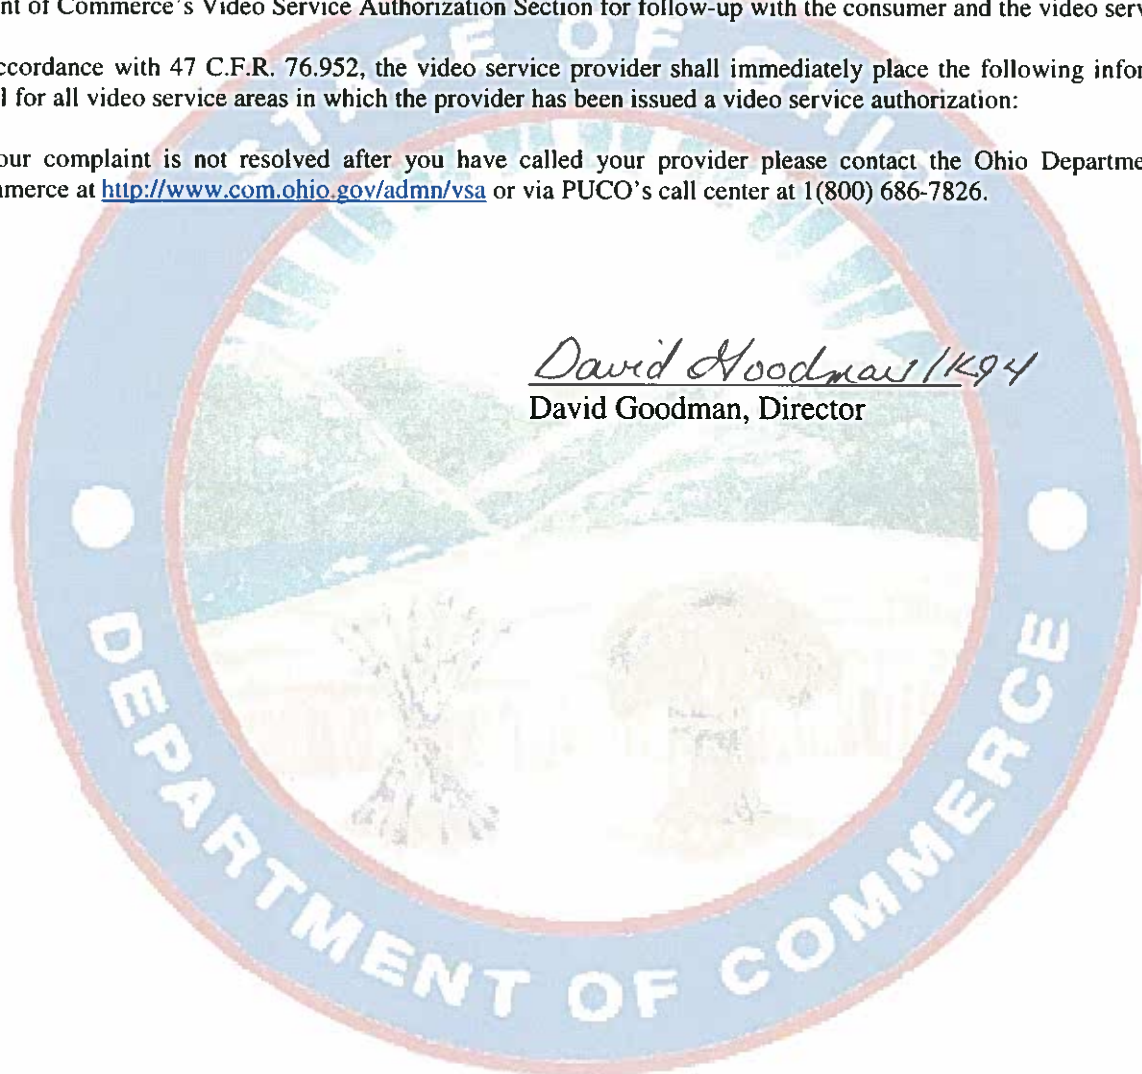 nt of Commerce's Video Service Authorization Section for follow-up with the consumer and the video serv
ccordance with 47 C.F.R. 76.952, the video service provider shall immediately place the following infor
l for all video service areas in which the provider has been issued a video service authorization:
our complaint is not resolved after you have called your provider please contact the Ohio Departme
mmerce at http://www.com.ohio.gov/admn/vsa or via PUCO's call center at 1(800) 686-7826.
STATE OF OHIO
David Goodman/KG4
David Goodman, Director
DEPARTMENT OF COMMERCE